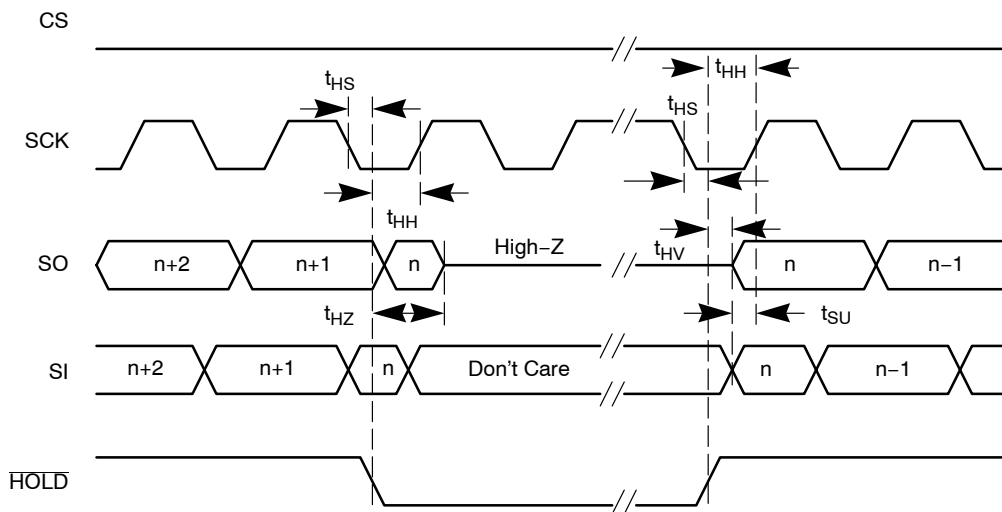 CS
tHH
tHS
tHS
SCK
tHH
SO
n+2
n+1
n
High−Z
tHV
n
n−1
tHZ
tSU
SI
n+2
n+1
n
Don't Care
n
n−1
HOLD